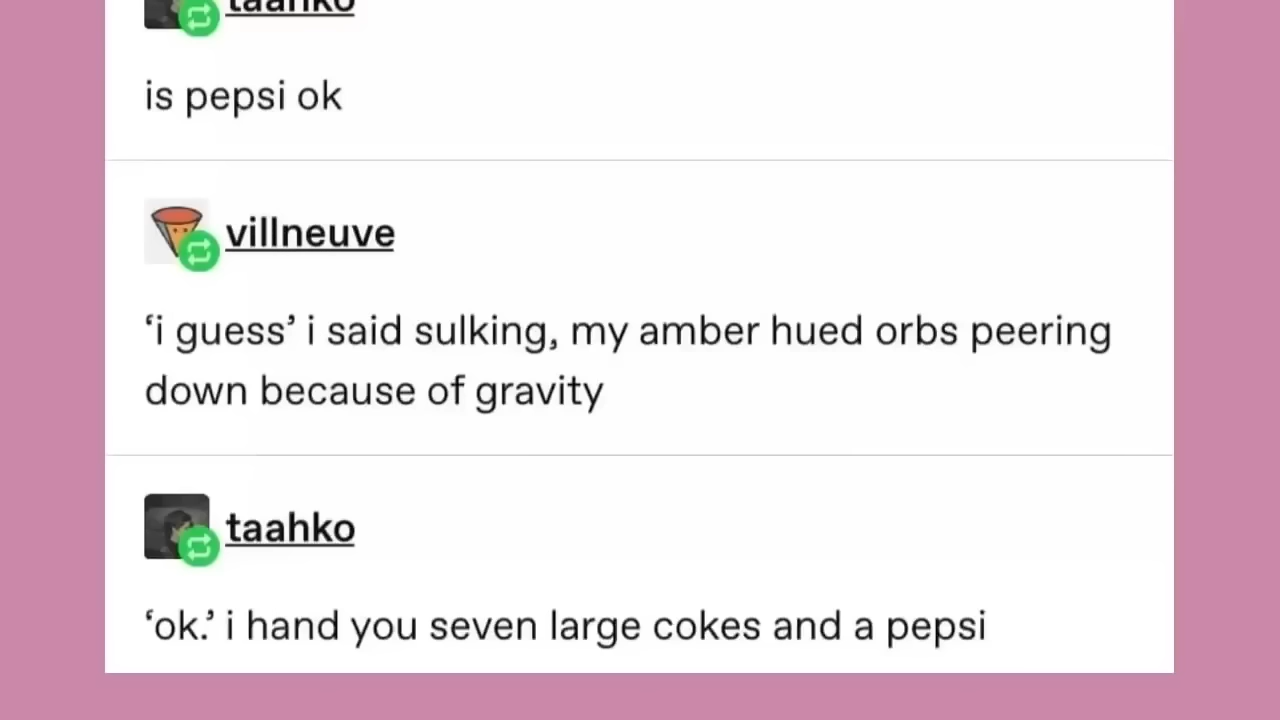 taahko
is pepsi ok
villneuve
‘i guess’ i said sulking, my amber hued orbs peering
down because of gravity
taahko
‘ok.’ i hand you seven large cokes and a pepsi